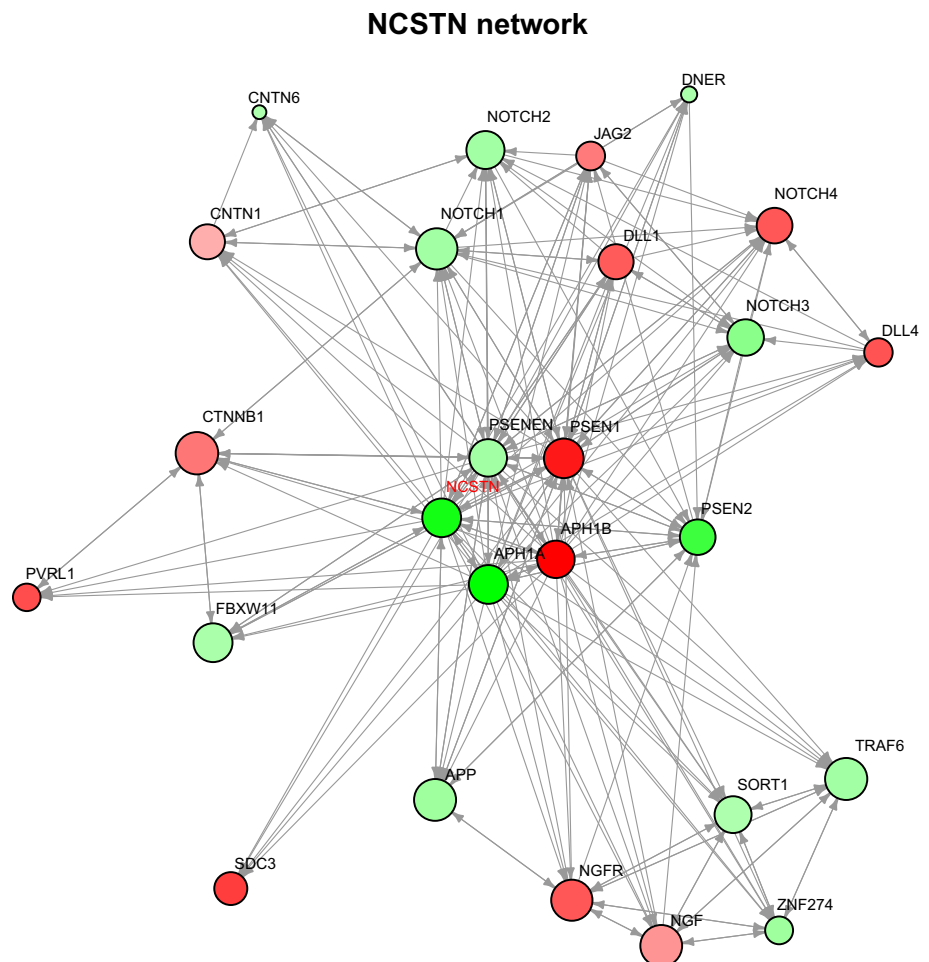 NCSTN network
DNER
CNTN6
NOTCH2
JAG2
NOTCH4
CNTN1
NOTCH1
DLL1
NOTCH3
DLL4
CTNNB1
PSENEN
PSEN1
NCSTN
PSEN2
APH1B
APH1A
PVRL1
FBXW11
TRAF6
APP
SORT1
SDC3
NGFR
ZNF274
NGF